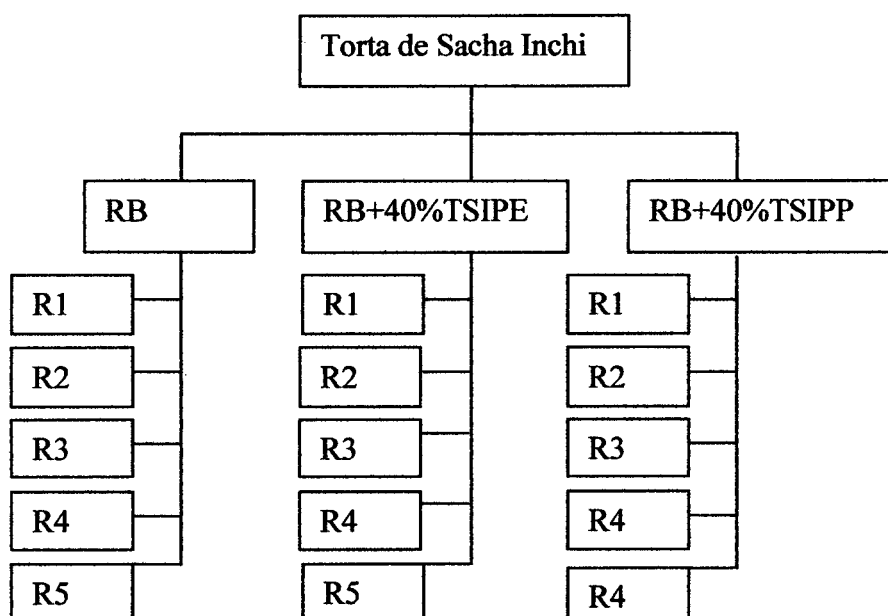 Torta de Sacha Inchi
RB
RB+40%TSIPE
RB+40%TSIPP
R1
R2
R3
R4
R5
R1
R2
R3
R4
R5
R1
R2
R3
R4
R4